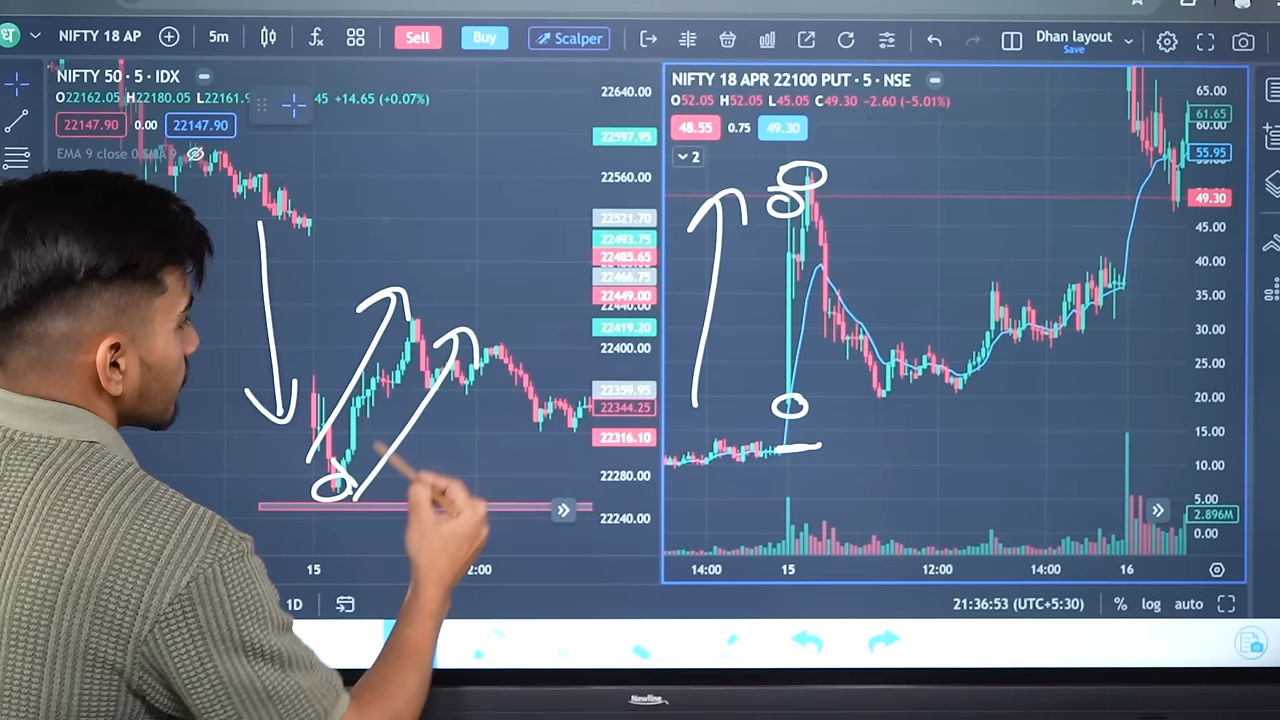 ध NIFTY 18 AP 5m Sell Buy Scalper Dhan layout
Save
NIFTY 50 · 5 · IDX
O22162.05 H22180.05 L22161.9 45 +14.65 (+0.07%)
22147.90 0.00 22147.90
EMA 9 close 0
22640.00
22597.95
22560.00
22521.70
22493.75
22485.65
22466.75
22449.00
22440.00
22419.20
22400.00
22359.95
22344.25
22316.10
22280.00
22240.00
15 2:00
NIFTY 18 APR 22100 PUT · 5 · NSE
O52.05 H52.05 L45.05 C49.30 −2.60 (−5.01%)
48.55 0.75 49.30
2
65.00
61.65
60.00
55.95
49.30
45.00
40.00
35.00
30.00
25.00
20.00
15.00
10.00
5.00
2.896M
0.00
14:00 15 12:00 14:00 16
1D
21:36:53 (UTC+5:30) % log auto
Newline